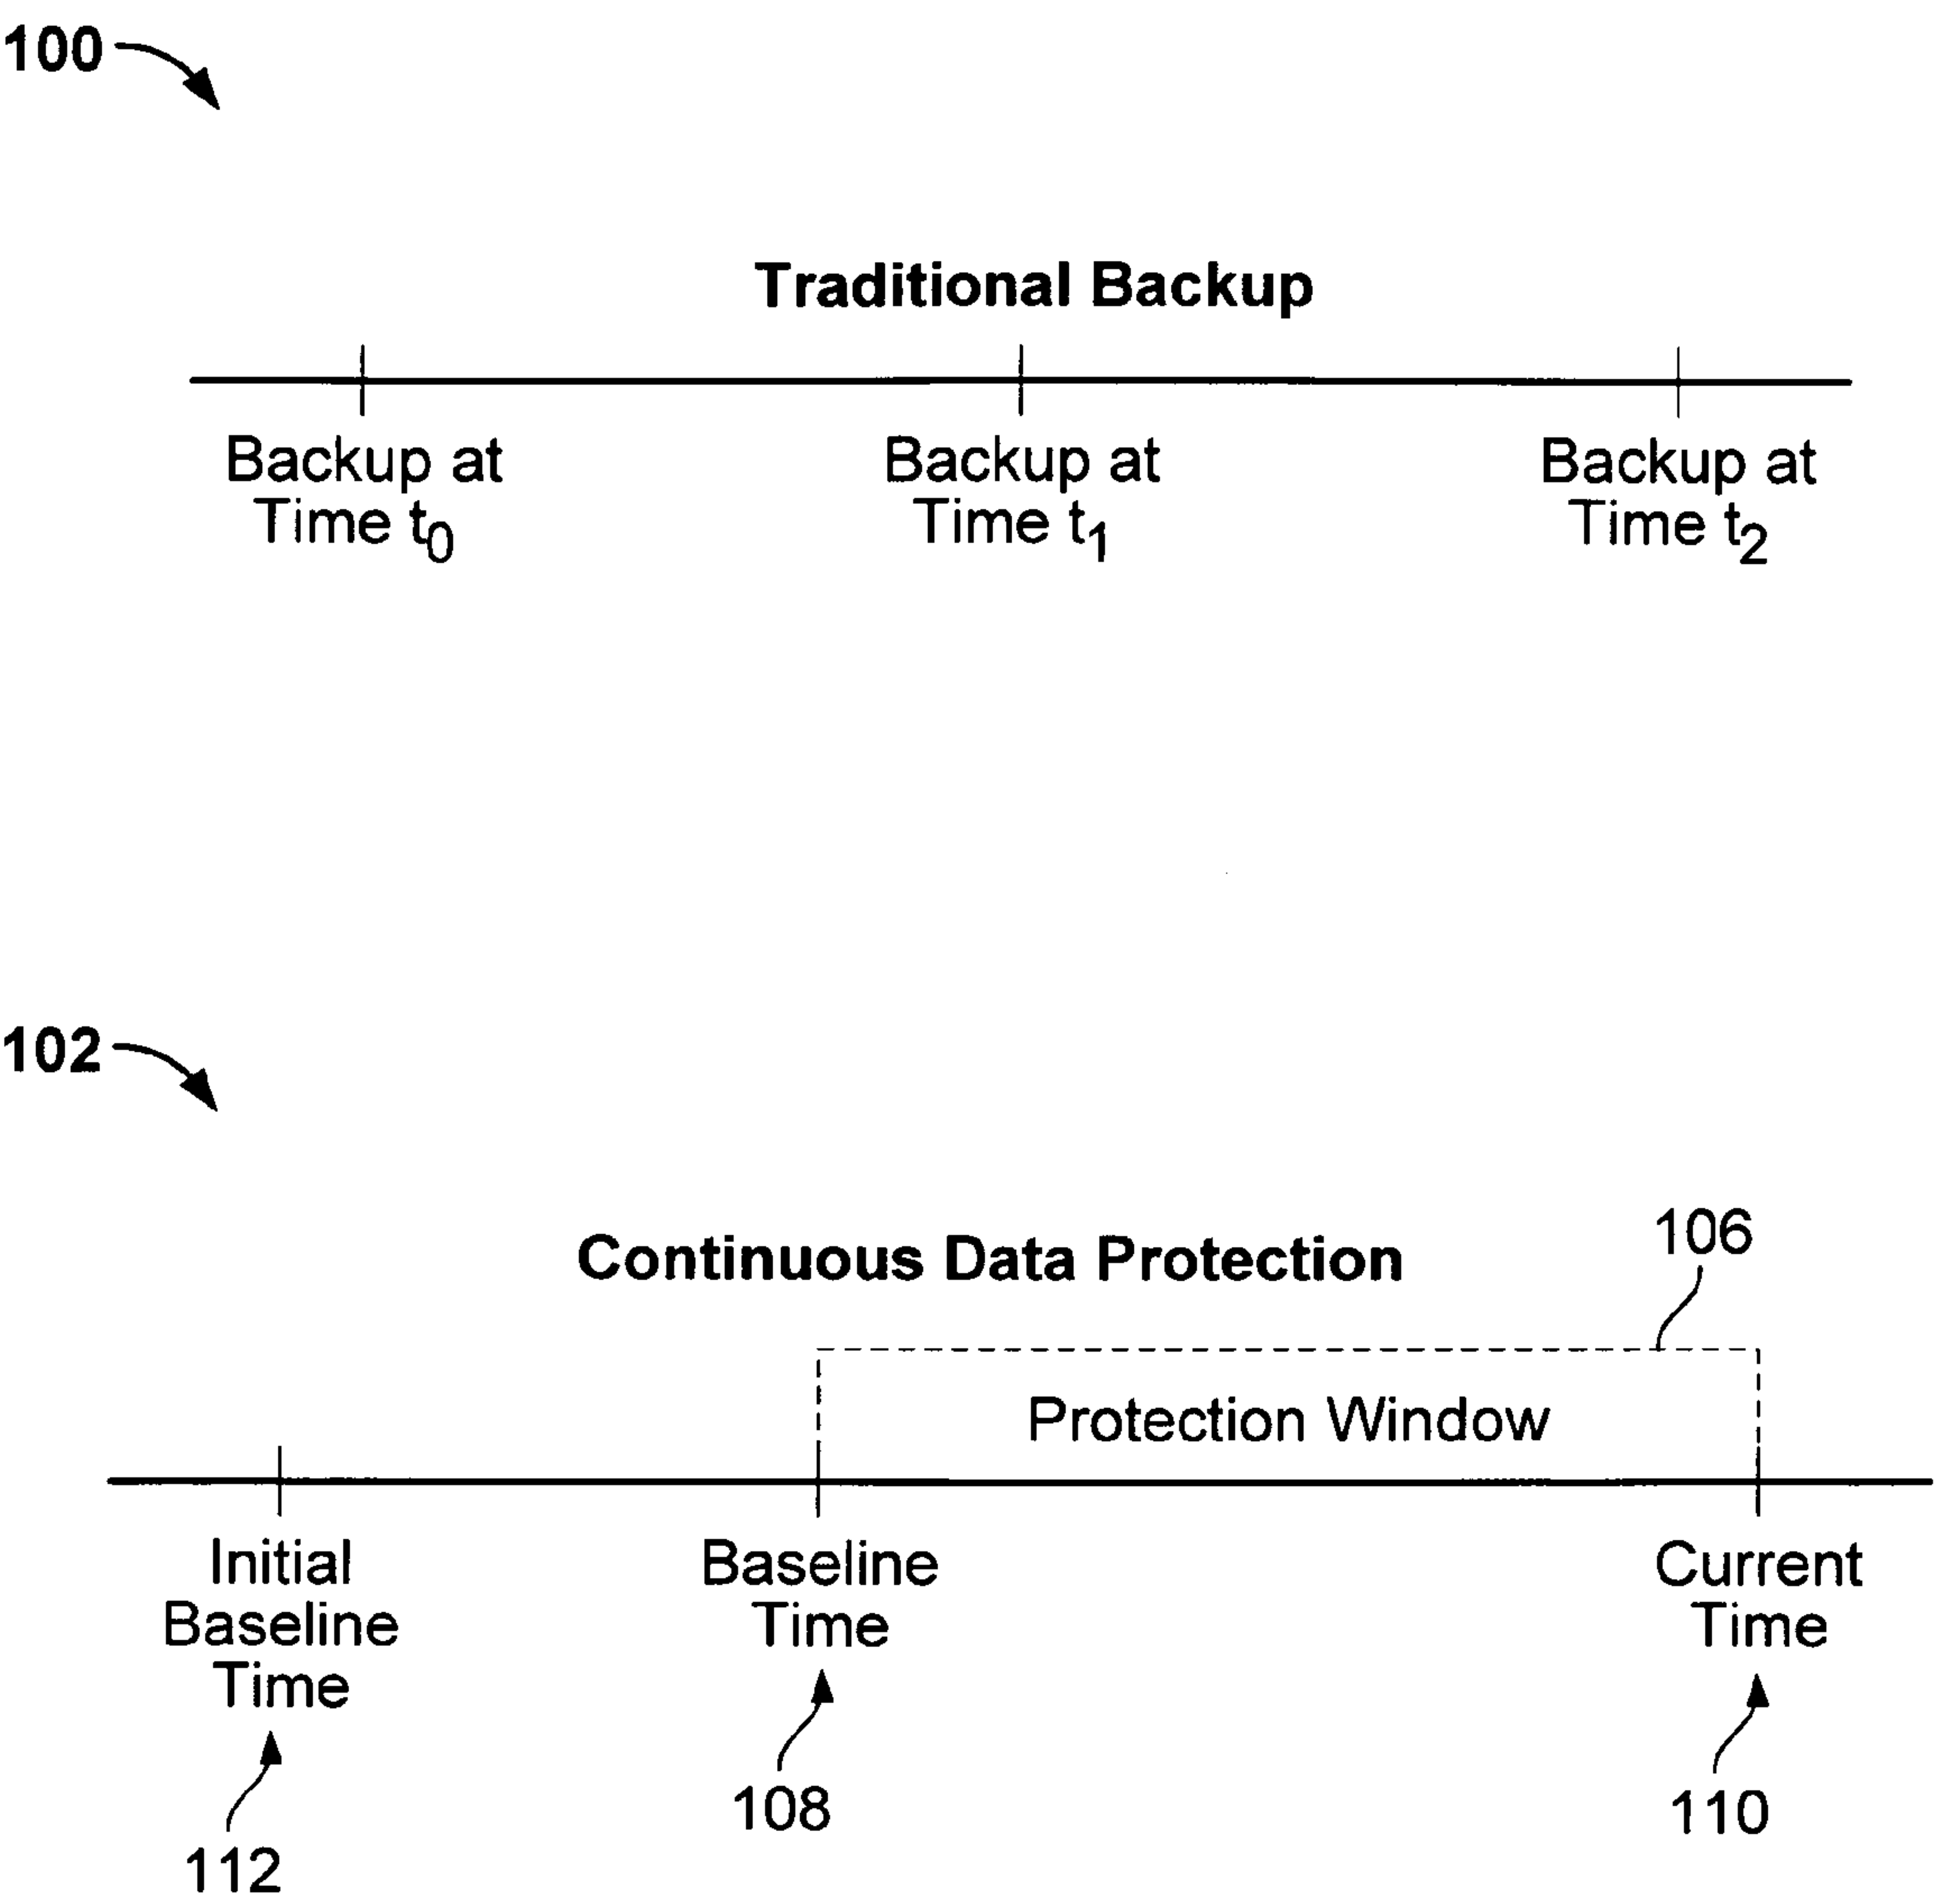 100
Traditional Backup
Backup at
Time t0
Backup at
Time t1
Backup at
Time t2
102
106
Continuous Data Protection
Protection Window
Initial
Baseline
Time
Baseline
Time
Current
Time
108
110
112